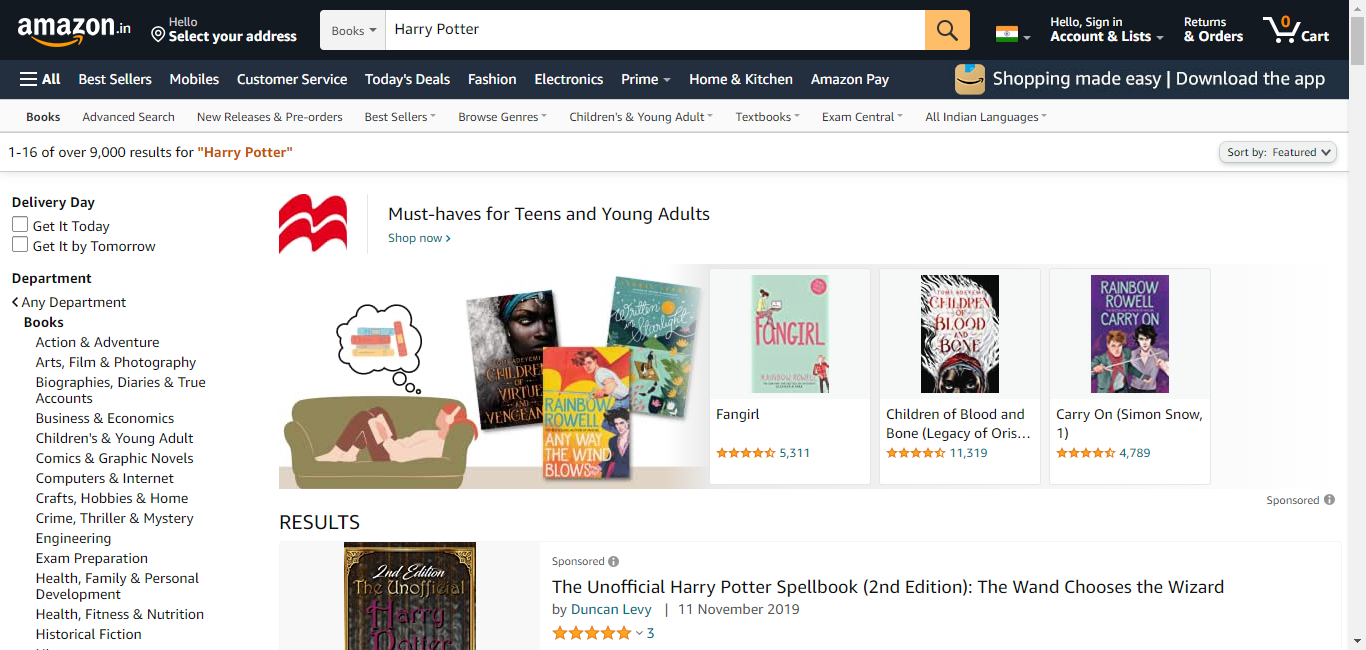 amazon.in
Hello
Select your address
Books
Harry Potter
Hello, Sign in
Account & Lists
Returns
& Orders
0
Cart
All
Best Sellers
Mobiles
Customer Service
Today's Deals
Fashion
Electronics
Prime
Home & Kitchen
Amazon Pay
Shopping made easy | Download the app
Books
Advanced Search
New Releases & Pre-orders
Best Sellers
Browse Genres
Children's & Young Adult
Textbooks
Exam Central
All Indian Languages
1-16 of over 9,000 results for "Harry Potter"
Sort by: Featured
Delivery Day
Get It Today
Get It by Tomorrow
Department
Any Department
Books
Action & Adventure
Arts, Film & Photography
Biographies, Diaries & True
Accounts
Business & Economics
Children's & Young Adult
Comics & Graphic Novels
Computers & Internet
Crafts, Hobbies & Home
Crime, Thriller & Mystery
Engineering
Exam Preparation
Health, Family & Personal
Development
Health, Fitness & Nutrition
Historical Fiction
Must-haves for Teens and Young Adults
Shop now
TOMI ADEYEMI
CHILDREN
OF
VIRTUE
AND
VENGEANCE
RAINBOW
ROWELL
ANY WAY
THE WIND
BLOWS
Written
in
Starlight
FANGIRL
RAINBOW ROWELL
Fangirl
5,311
TOMI ADEYEMI
CHILDREN
OF
BLOOD
AND
BONE
Children of Blood and
Bone (Legacy of Oris...
11,319
RAINBOW
ROWELL
CARRY ON
Carry On (Simon Snow,
1)
4,789
Sponsored
RESULTS
2nd Edition
The Unofficial
Harry
Potter
Sponsored
The Unofficial Harry Potter Spellbook (2nd Edition): The Wand Chooses the Wizard
by Duncan Levy | 11 November 2019
3